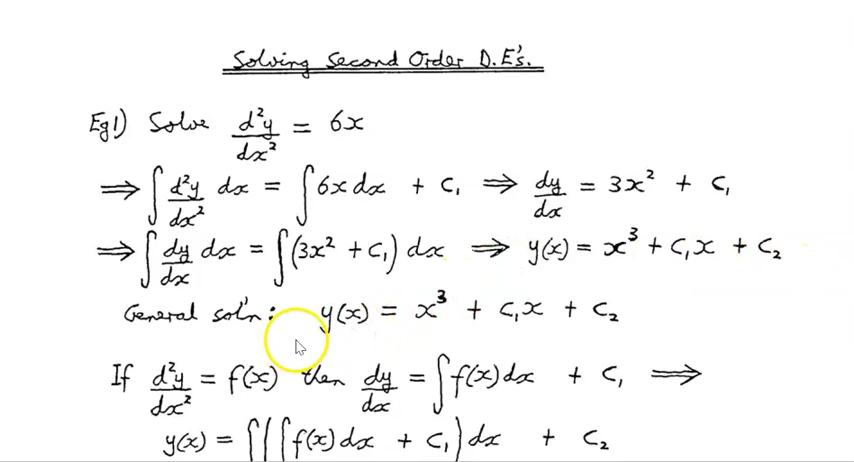 Solving Second Order D.E's.
Eg1) Solve d²y/dx² = 6x
⟹ ∫ d²y/dx² dx = ∫ 6x dx + C₁ ⟹ dy/dx = 3x² + C₁
⟹ ∫ dy/dx dx = ∫ (3x² + C₁) dx ⟹ y(x) = x³ + C₁x + C₂
General sol'n: y(x) = x³ + C₁x + C₂
If d²y/dx² = f(x) then dy/dx = ∫ f(x) dx + C₁ ⟹
y(x) = ∫ ( ∫ f(x) dx + C₁ ) dx + C₂